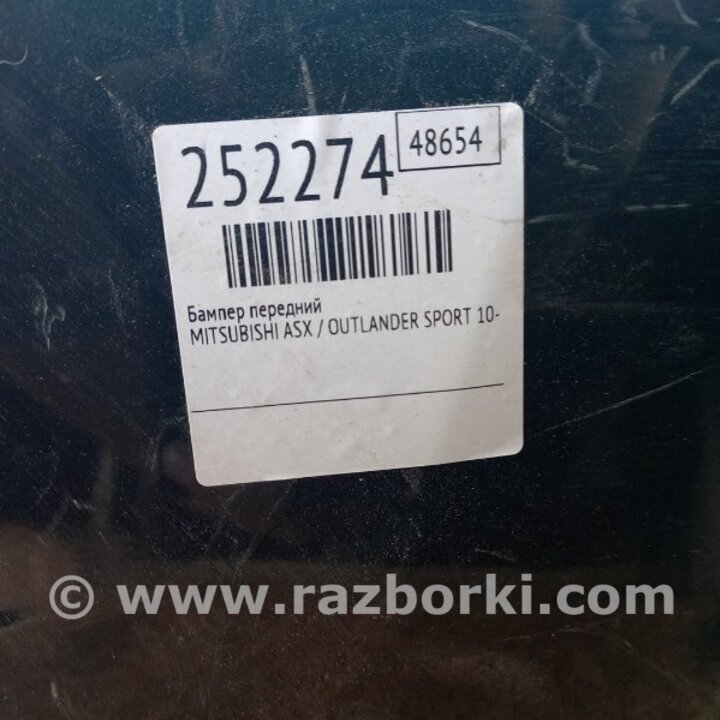 252274
48654
Бампер передний
MITSUBISHI ASX / OUTLANDER SPORT 10-
© www.razborki.com